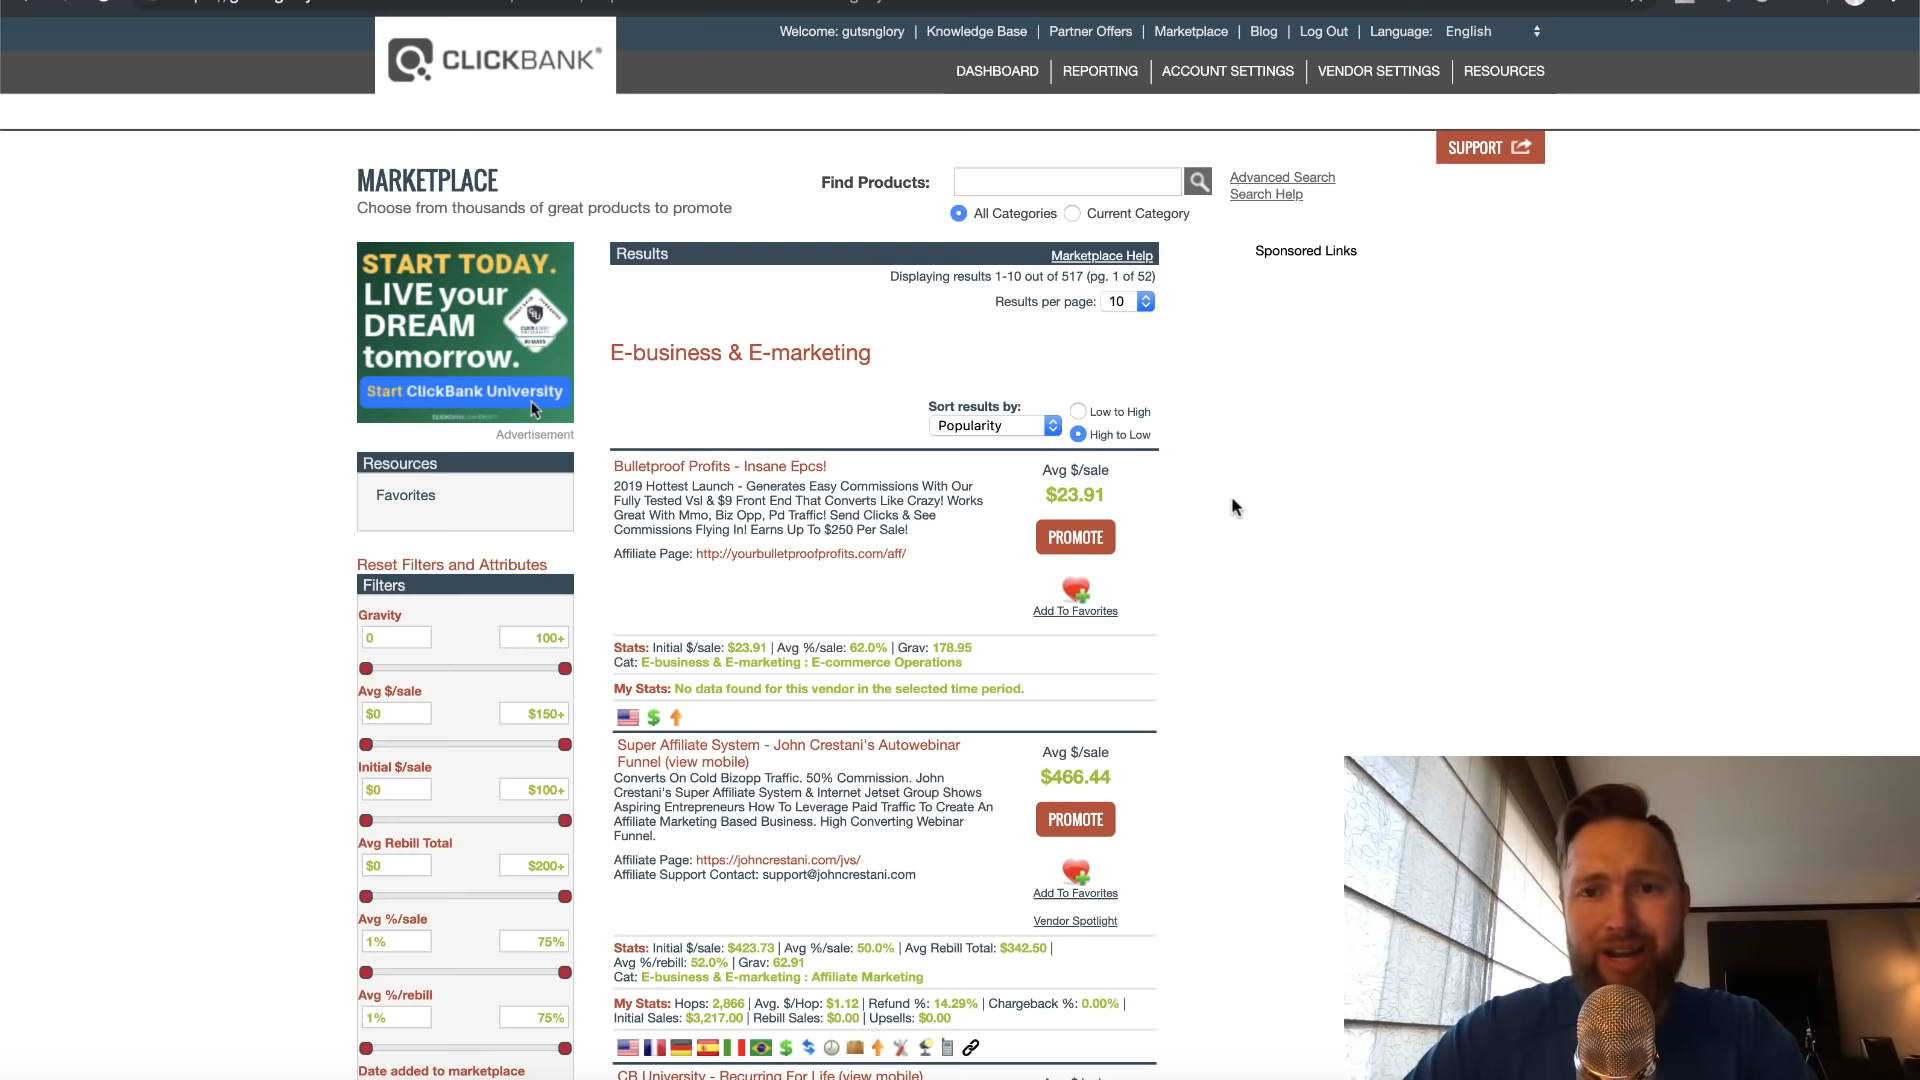 Welcome: gutsnglory | Knowledge Base | Partner Offers | Marketplace | Blog | Log Out | Language: English
CLICKBANK®
DASHBOARD | REPORTING | ACCOUNT SETTINGS | VENDOR SETTINGS | RESOURCES
SUPPORT
MARKETPLACE
Choose from thousands of great products to promote
Find Products:
Advanced Search
Search Help
All Categories
Current Category
START TODAY.
LIVE your
DREAM
tomorrow.
Start ClickBank University
Advertisement
Resources
Favorites
Reset Filters and Attributes
Filters
Gravity
0 100+
Avg $/sale
$0 $150+
Initial $/sale
$0 $100+
Avg Rebill Total
$0 $200+
Avg %/sale
1% 75%
Avg %/rebill
1% 75%
Date added to marketplace
Results
Marketplace Help
Displaying results 1-10 out of 517 (pg. 1 of 52)
Results per page: 10
E-business & E-marketing
Sort results by:
Popularity
Low to High
High to Low
Bulletproof Profits - Insane Epcs!
2019 Hottest Launch - Generates Easy Commissions With Our
Fully Tested Vsl & $9 Front End That Converts Like Crazy! Works
Great With Mmo, Biz Opp, Pd Traffic! Send Clicks & See
Commissions Flying In! Earns Up To $250 Per Sale!
Affiliate Page: http://yourbulletproofprofits.com/aff/
Avg $/sale
$23.91
PROMOTE
Add To Favorites
Stats: Initial $/sale: $23.91 | Avg %/sale: 62.0% | Grav: 178.95
Cat: E-business & E-marketing : E-commerce Operations
My Stats: No data found for this vendor in the selected time period.
Super Affiliate System - John Crestani's Autowebinar
Funnel (view mobile)
Converts On Cold Bizopp Traffic. 50% Commission. John
Crestani's Super Affiliate System & Internet Jetset Group Shows
Aspiring Entrepreneurs How To Leverage Paid Traffic To Create An
Affiliate Marketing Based Business. High Converting Webinar
Funnel.
Affiliate Page: https://johncrestani.com/jvs/
Affiliate Support Contact: support@johncrestani.com
Avg $/sale
$466.44
PROMOTE
Add To Favorites
Vendor Spotlight
Stats: Initial $/sale: $423.73 | Avg %/sale: 50.0% | Avg Rebill Total: $342.50 |
Avg %/rebill: 52.0% | Grav: 62.91
Cat: E-business & E-marketing : Affiliate Marketing
My Stats: Hops: 2,866 | Avg. $/Hop: $1.12 | Refund %: 14.29% | Chargeback %: 0.00% |
Initial Sales: $3,217.00 | Rebill Sales: $0.00 | Upsells: $0.00
CB University - Recurring For Life (view mobile)
Sponsored Links